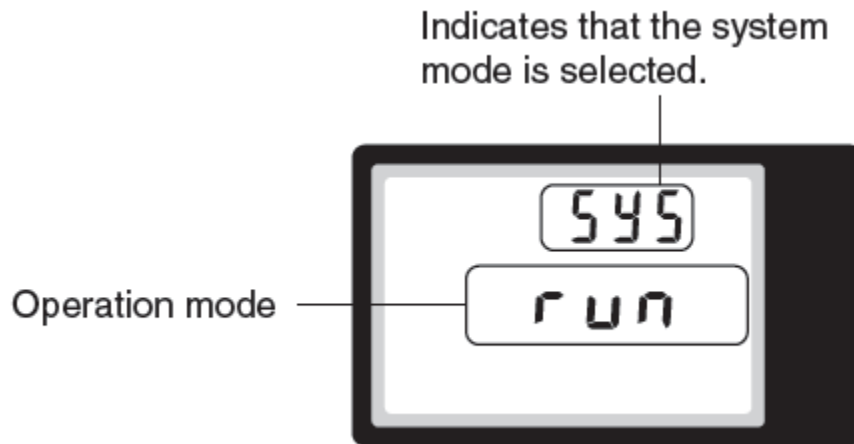 Indicates that the system
mode is selected.
SYS
Operation mode
run